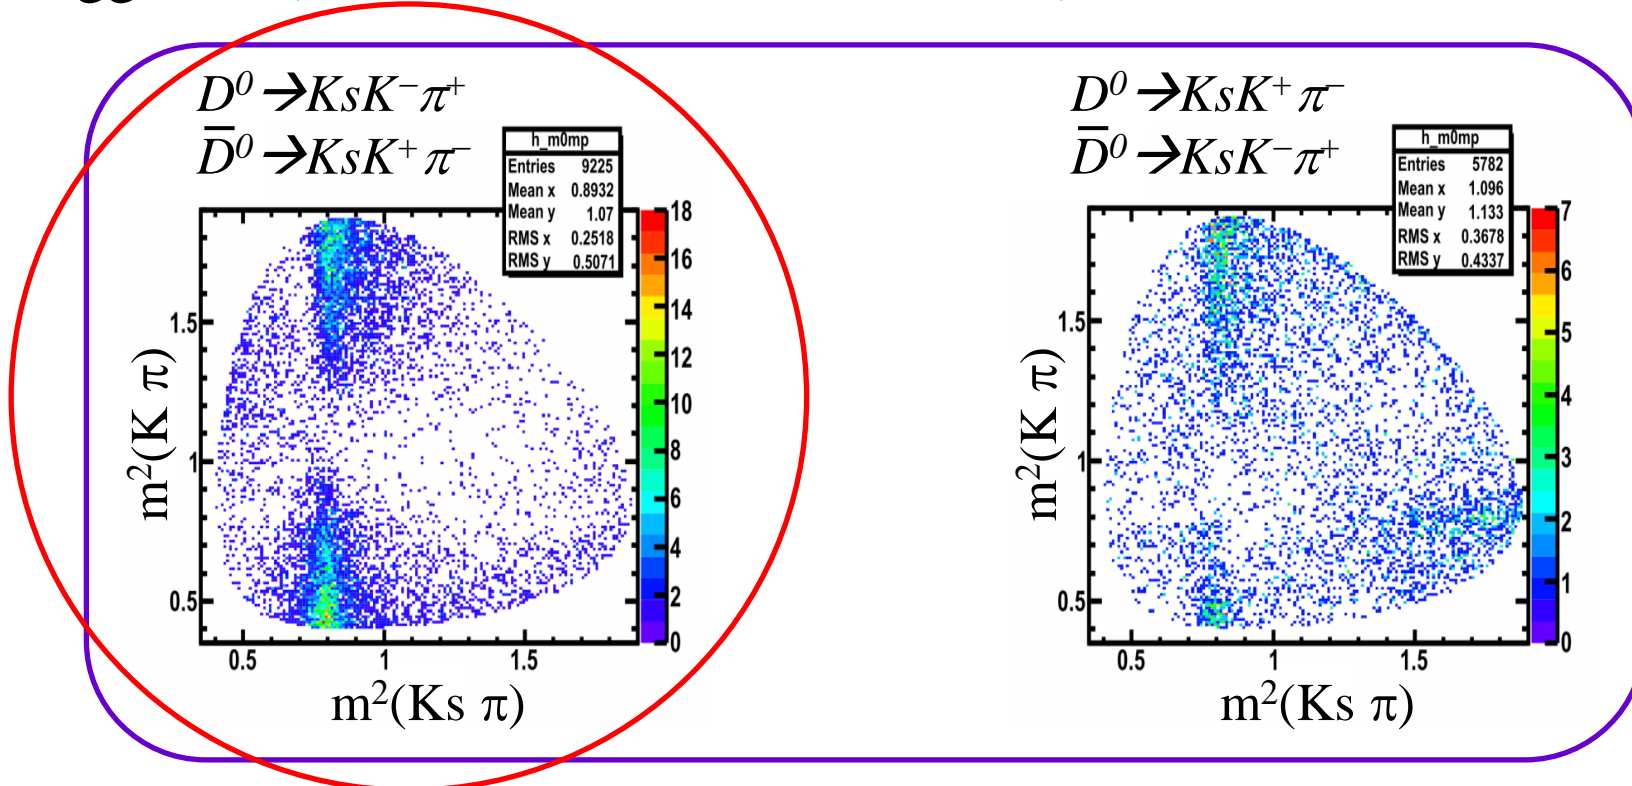 D⁰ →KsK⁻π⁺
D̅⁰ →KsK⁺π⁻
h_m0mp
Entries 9225
Mean x 0.8932
Mean y 1.07
RMS x 0.2518
RMS y 0.5071
18
16
14
12
10
8
6
4
2
0
1.5
1
0.5
m²(K π)
0.5 1 1.5
m²(Ks π)
D⁰ →KsK⁺π⁻
D̅⁰ →KsK⁻π⁺
h_m0mp
Entries 5782
Mean x 1.096
Mean y 1.133
RMS x 0.3678
RMS y 0.4337
7
6
5
4
3
2
1
0
1.5
1
0.5
m²(K π)
0.5 1 1.5
m²(Ks π)